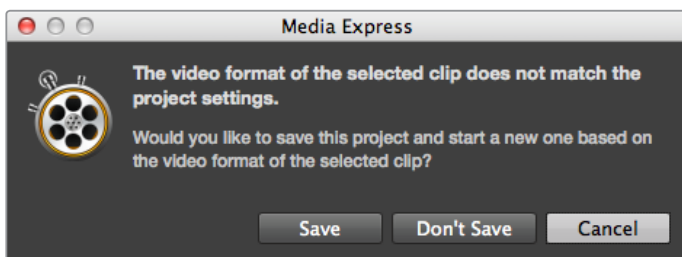 Media Express
The video format of the selected clip does not match the
project settings.
Would you like to save this project and start a new one based on
the video format of the selected clip?
Save
Don't Save
Cancel